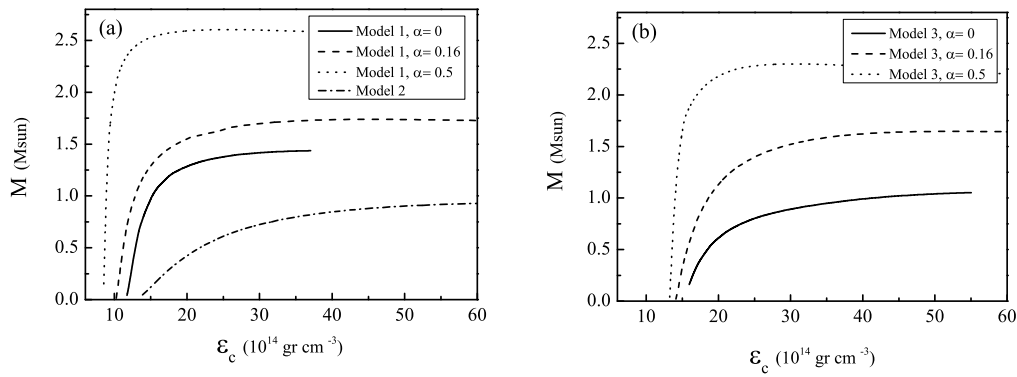 (a)
Model 1, α= 0
Model 1, α= 0.16
Model 1, α= 0.5
Model 2
2.5
2.0
1.5
1.0
0.5
0.0
M (Msun)
10 20 30 40 50 60
εc (10^14 gr cm^-3)
(b)
Model 3, α= 0
Model 3, α= 0.16
Model 3, α= 0.5
2.5
2.0
1.5
1.0
0.5
0.0
M (Msun)
10 20 30 40 50 60
εc (10^14 gr cm^-3)